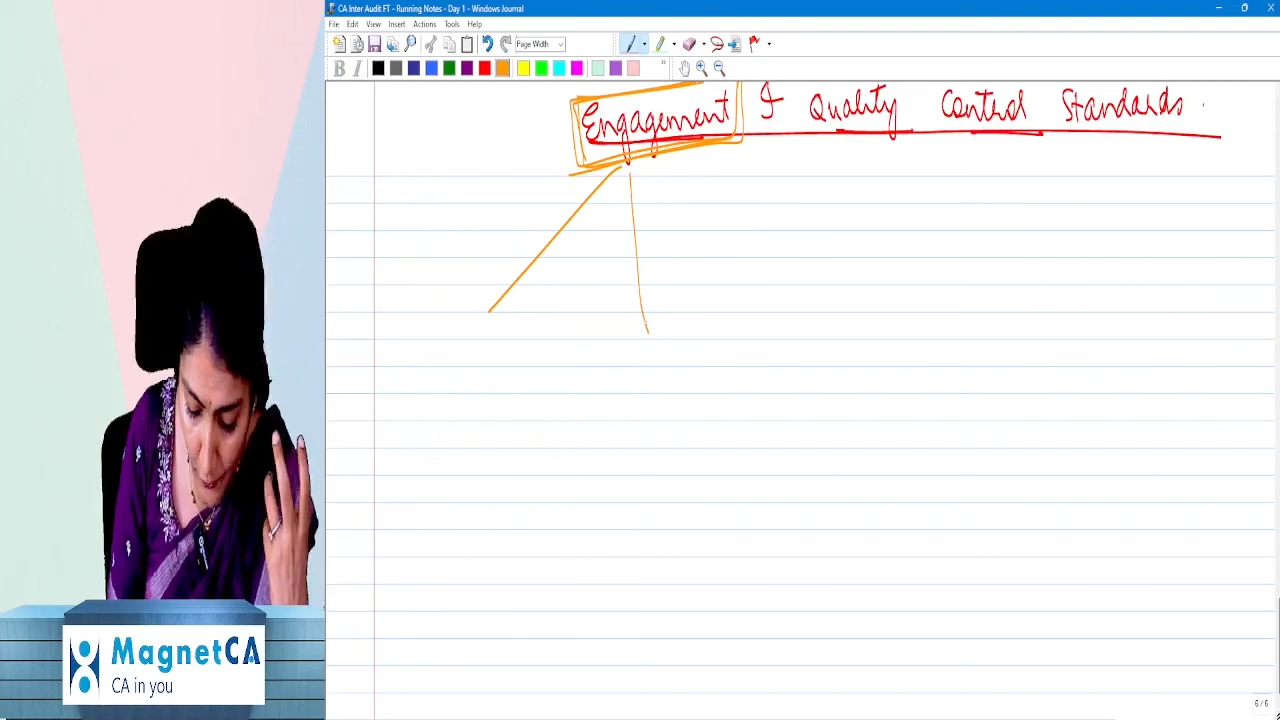 CA Inter Audit FT - Running Notes - Day 1 - Windows Journal
File Edit View Insert Actions Tools Help
Page Width
B I
Engagement & Quality Control Standards
MagnetCA
CA in you
6 / 6